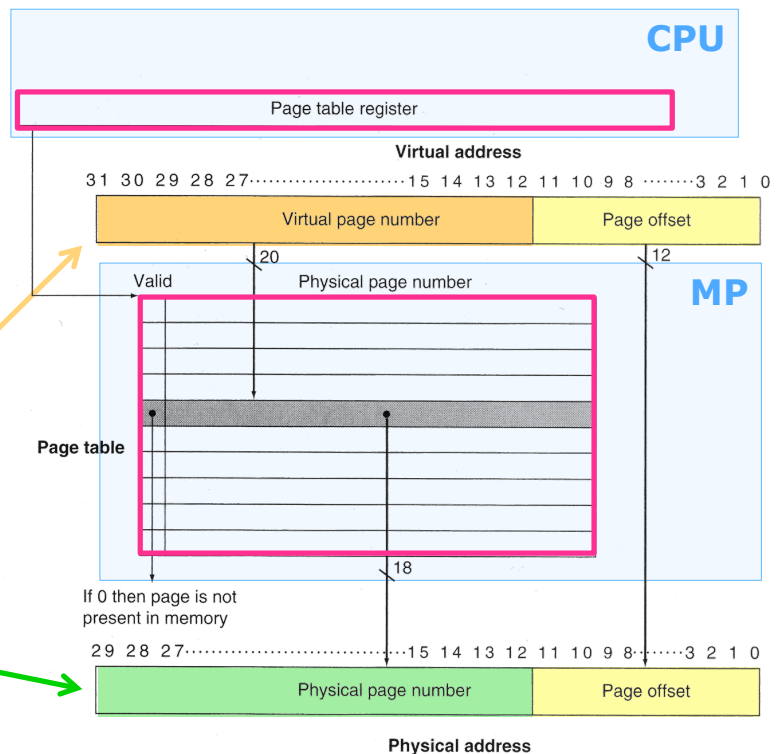 CPU
Page table register
Virtual address
31 30 29 28 27·····················15 14 13 12 11 10 9 8 ·······3 2 1 0
Virtual page number Page offset
20 12
Valid Physical page number MP
Page table
18
If 0 then page is not
present in memory
29 28 27······························15 14 13 12 11 10 9 8·······3 2 1 0
Physical page number Page offset
Physical address